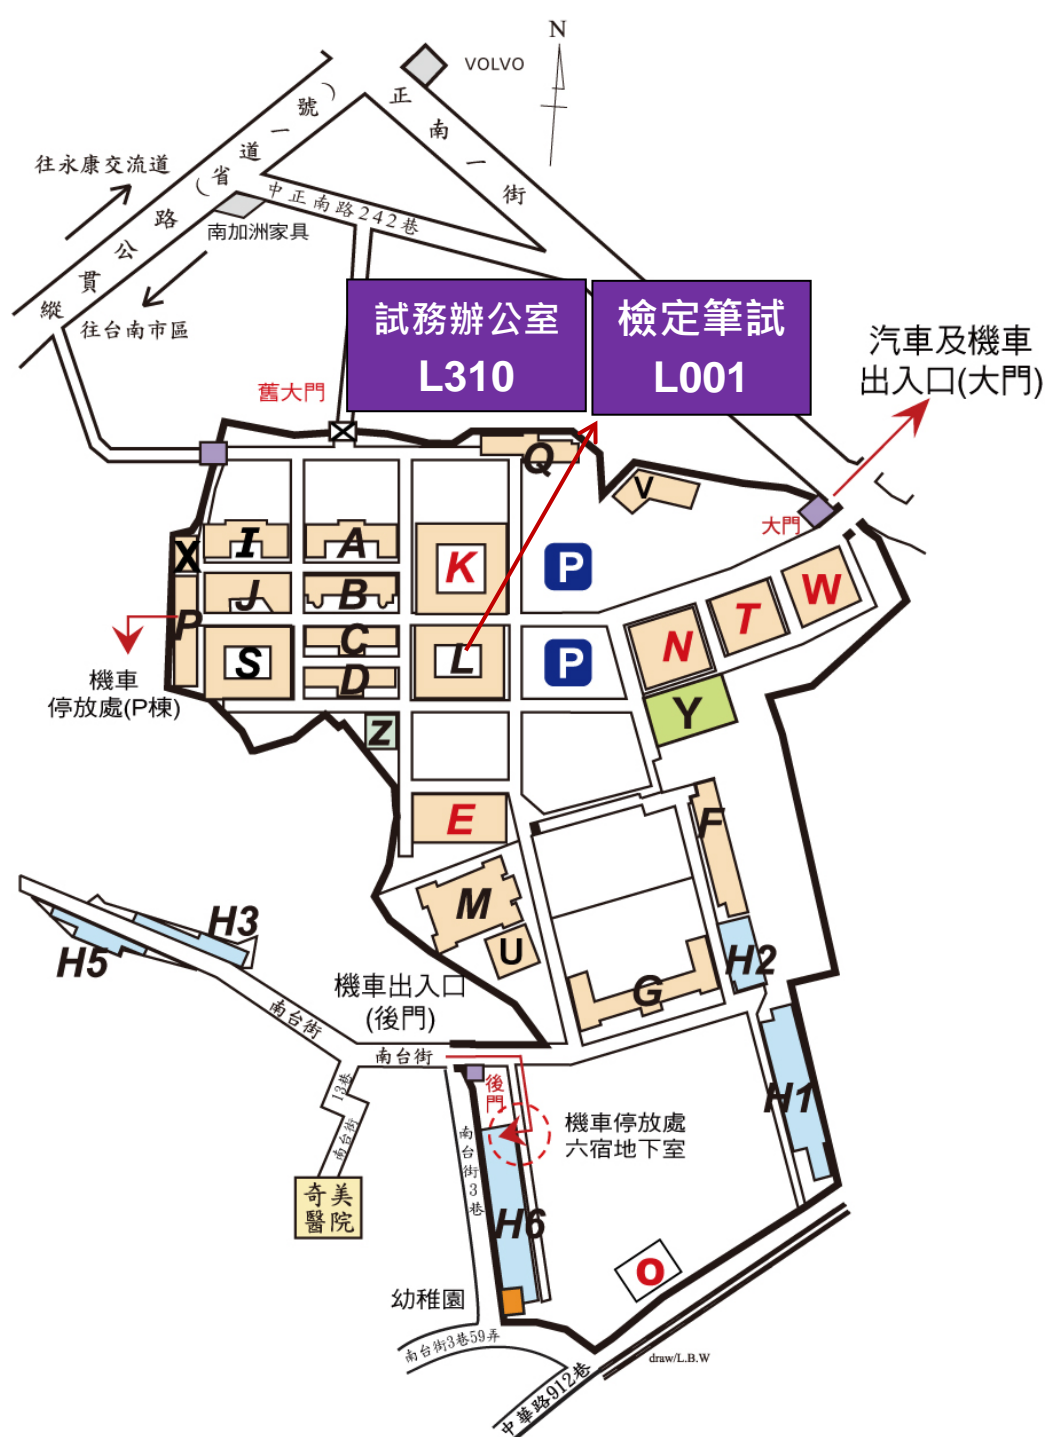 N
VOLVO
正南一街
縱貫公路(省道一號)
往永康交流道
中正南路242巷
南加洲家具
往台南市區
試務辦公室
L310
檢定筆試
L001
汽車及機車
出入口(大門)
舊大門
Q
V
大門
X
I
A
K
P
W
J
B
T
P
C
L
P
N
S
D
機車
停放處(P棟)
Y
Z
E
F
M
U
H3
H5
H2
G
機車出入口
(後門)
南台街
南台街
13巷
南台街
後門
機車停放處
六宿地下室
H1
南台街3巷
奇美
醫院
H6
O
幼稚園
南台街3巷59弄
draw/L.B.W
中華路912巷